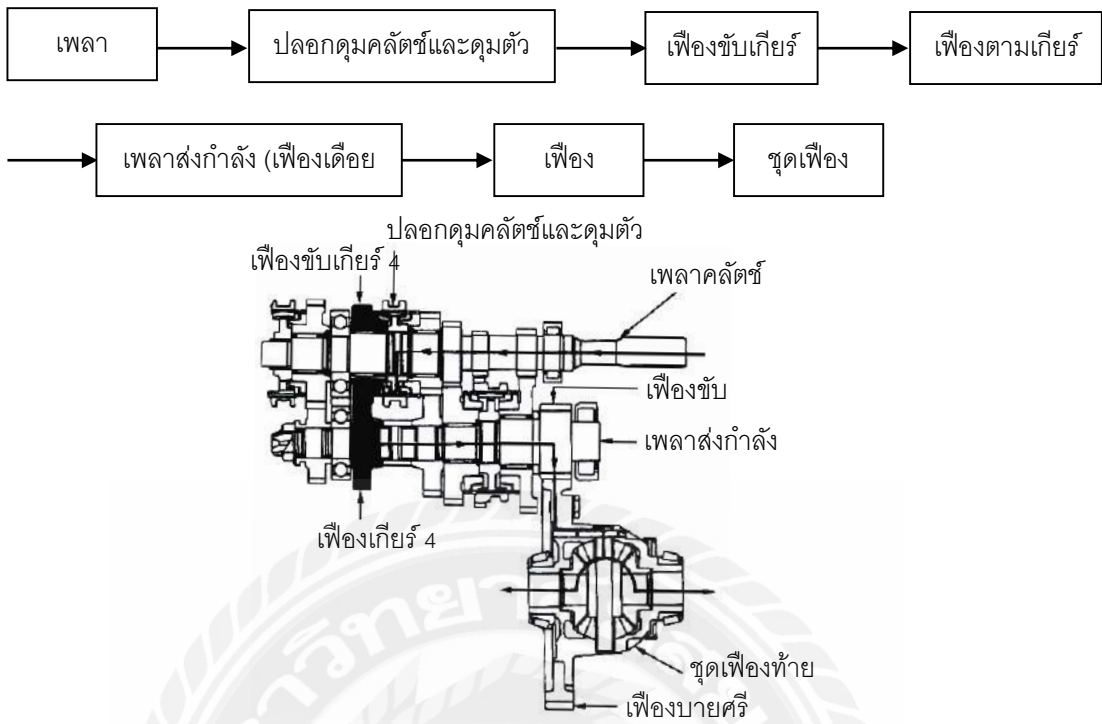 เพลา
ปลอกดุมคลัตช์และดุมตัว
เฟืองขับเกียร์
เฟืองตามเกียร์
เพลาส่งกำลัง (เฟืองเดือย
เฟือง
ชุดเฟือง
ปลอกดุมคลัตช์และดุมตัว
เฟืองขับเกียร์ 4
เพลาคลัตช์
เฟืองขับ
เพลาส่งกำลัง
เฟืองเกียร์ 4
ชุดเฟืองท้าย
เฟืองบายศรี